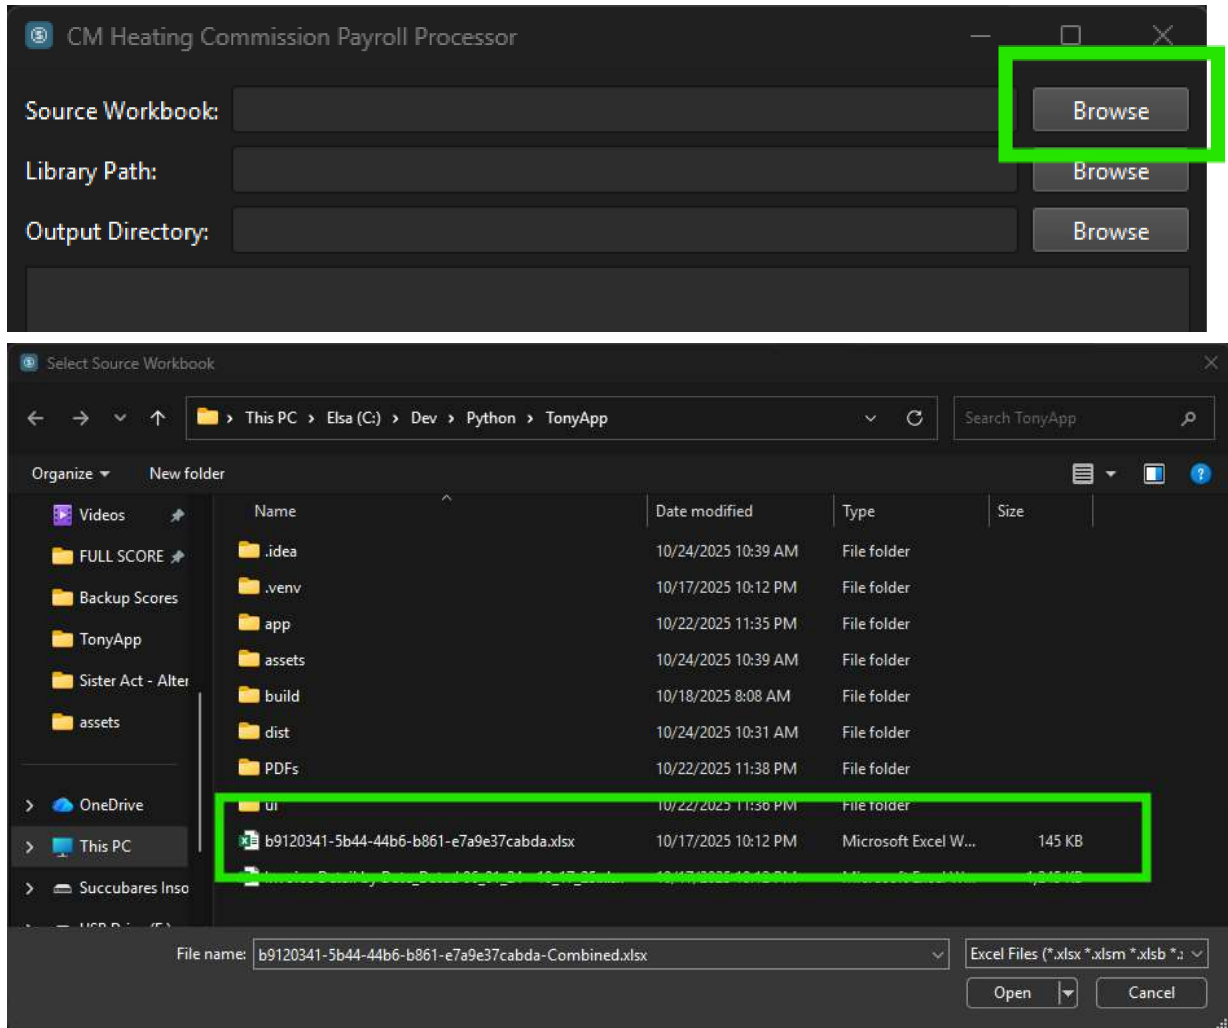 CM Heating Commission Payroll Processor
Source Workbook: Browse
Library Path: Browse
Output Directory: Browse
Select Source Workbook
This PC > Elsa (C:) > Dev > Python > TonyApp Search TonyApp
Organize New folder
Name Date modified Type Size
Videos
FULL SCORE
Backup Scores
TonyApp
Sister Act - Alter
assets
OneDrive
This PC
Succubares Inso
.idea 10/24/2025 10:39 AM File folder
.venv 10/17/2025 10:12 PM File folder
app 10/22/2025 11:35 PM File folder
assets 10/24/2025 10:39 AM File folder
build 10/18/2025 8:08 AM File folder
dist 10/24/2025 10:31 AM File folder
PDFs 10/22/2025 11:38 PM File folder
ui 10/22/2025 11:36 PM File folder
b9120341-5b44-44b6-b861-e7a9e37cabda.xlsx 10/17/2025 10:12 PM Microsoft Excel W... 145 KB
File name: b9120341-5b44-44b6-b861-e7a9e37cabda-Combined.xlsx Excel Files (*.xlsx *.xlsm *.xlsb *.:
Open Cancel